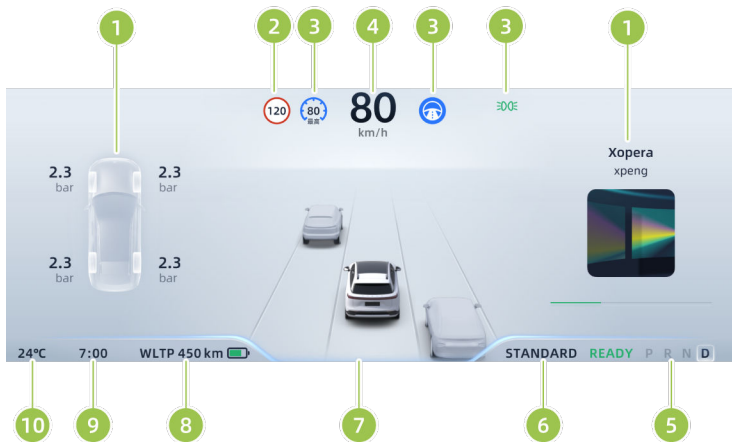 1
2
3
4
3
3
1
120
80
最高
80
km/h
Xopera
xpeng
2.3
bar
2.3
bar
2.3
bar
2.3
bar
24℃
7:00
WLTP 450 km
STANDARD
READY
P R N D
10
9
8
7
6
5